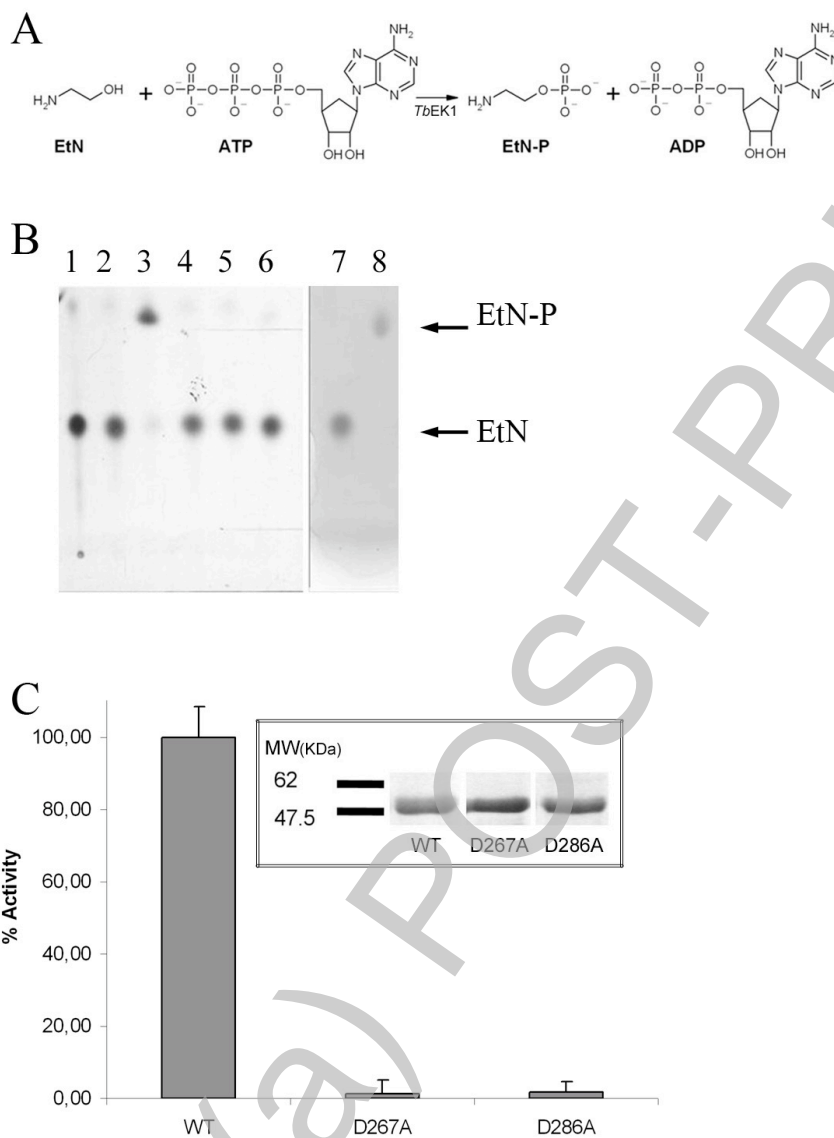 A
NH₂
H₂N OH + O P O⁻ O P O⁻ O P O⁻ O N N N N OH OH
TbEK1
H₂N O P O⁻ O O⁻ + O P O⁻ O P O⁻ O N N N N NH₂ OH OH
EtN ATP EtN-P ADP
B
1 2 3 4 5 6 7 8
EtN-P
EtN
C
% Activity
100,00
80,00
60,00
40,00
20,00
0,00
WT D267A D286A
MW(KDa)
62
47.5
WT D267A D286A
(a) POST-PR